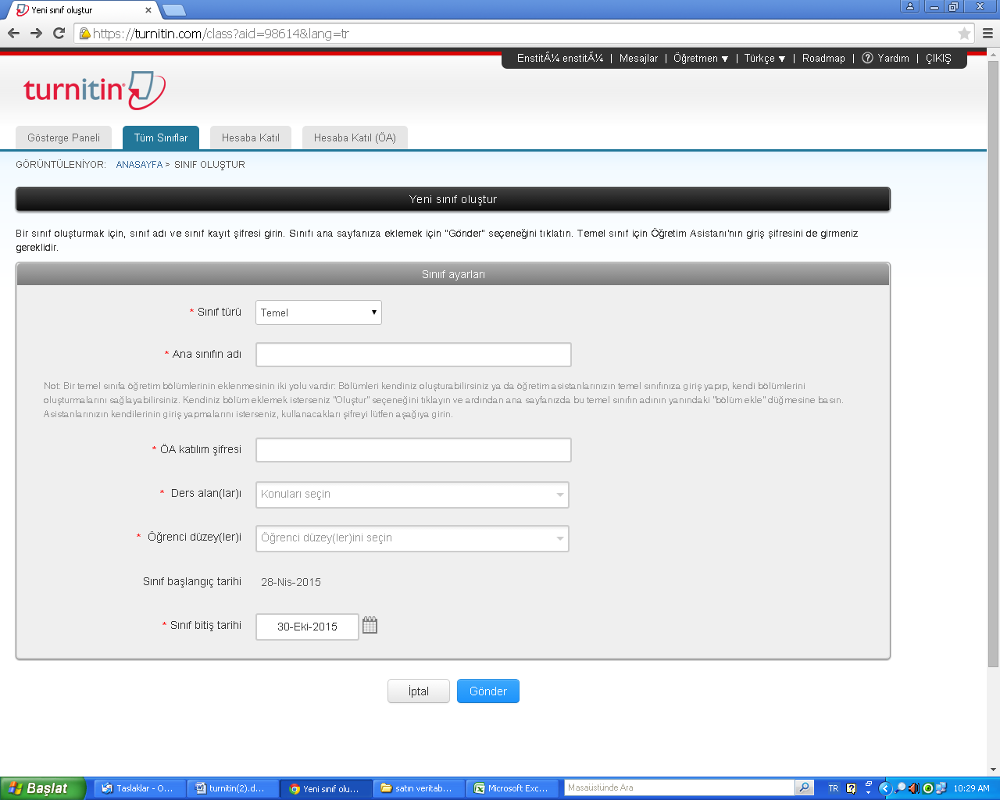 Yeni sınıf oluştur
https://turnitin.com/class?aid=98614&lang=tr
EnstitÃ¼ enstitÃ¼ | Mesajlar | Öğretmen ▼ | Türkçe ▼ | Roadmap | ? Yardım | ÇIKIŞ
turnitin
Gösterge Paneli Tüm Sınıflar Hesaba Katıl Hesaba Katıl (ÖA)
GÖRÜNTÜLENİYOR: ANASAYFA > SINIF OLUŞTUR
Yeni sınıf oluştur
Bir sınıf oluşturmak için, sınıf adı ve sınıf kayıt şifresi girin. Sınıfı ana sayfanıza eklemek için "Gönder" seçeneğini tıklatın. Temel sınıf için Öğretim Asistanı'nın giriş şifresini de girmeniz
gereklidir.
Sınııf ayarları
* Sınıf türü Temel
* Ana sınıfın adı
Not: Bir temel sınıfa öğretim bölümlerinin eklenmesinin iki yolu vardır: Bölümleri kendiniz oluşturabilirsiniz ya da öğretim asistanlarınızın temel sınıfınıza giriş yapıp, kendi bölümlerini
oluşturmalarını sağlayabilirsiniz. Kendiniz bölüm eklemek isterseniz "Oluştur" seçeneğini tıklayın ve ardından ana sayfanızda bu temel sınıfın adının yanındaki "bölüm ekle" düğmesine basın.
Asistanlarınızın kendilerinin giriş yapmalarını isterseniz, kullanacakları şifreyi lütfen aşağıya girin.
* ÖA katılım şifresi
* Ders alan(lar)ı Konuları seçin
* Öğrenci düzey(ler)i Öğrenci düzey(ler)ini seçin
Sınıf başlangıç tarihi 28-Nis-2015
* Sınıf bitiş tarihi 30-Eki-2015
İptal Gönder
Başlat Taslaklar - O... turnitin(2).d... Yeni sınıf olu... satın veritab... Microsoft Exc... Masaüstünde Ara TR 10:29 AM